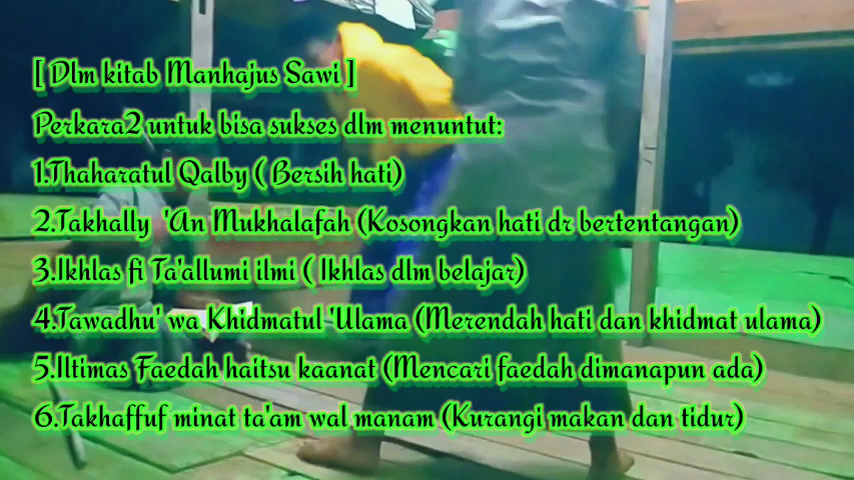 [ Dlm kitab Manhajus Sawi ]
Perkara2 untuk bisa sukses dlm menuntut:
1.Thaharatul Qalby ( Bersih hati)
2.Takhally 'An Mukhalafah (Kosongkan hati dr bertentangan)
3.Ikhlas fi Ta'allumi ilmi ( Ikhlas dlm belajar)
4.Tawadhu' wa Khidmatul 'Ulama (Merendah hati dan khidmat ulama)
5.Iltimas Faedah haitsu kaanat (Mencari faedah dimanapun ada)
6.Takhaffuf minat ta'am wal manam (Kurangi makan dan tidur)